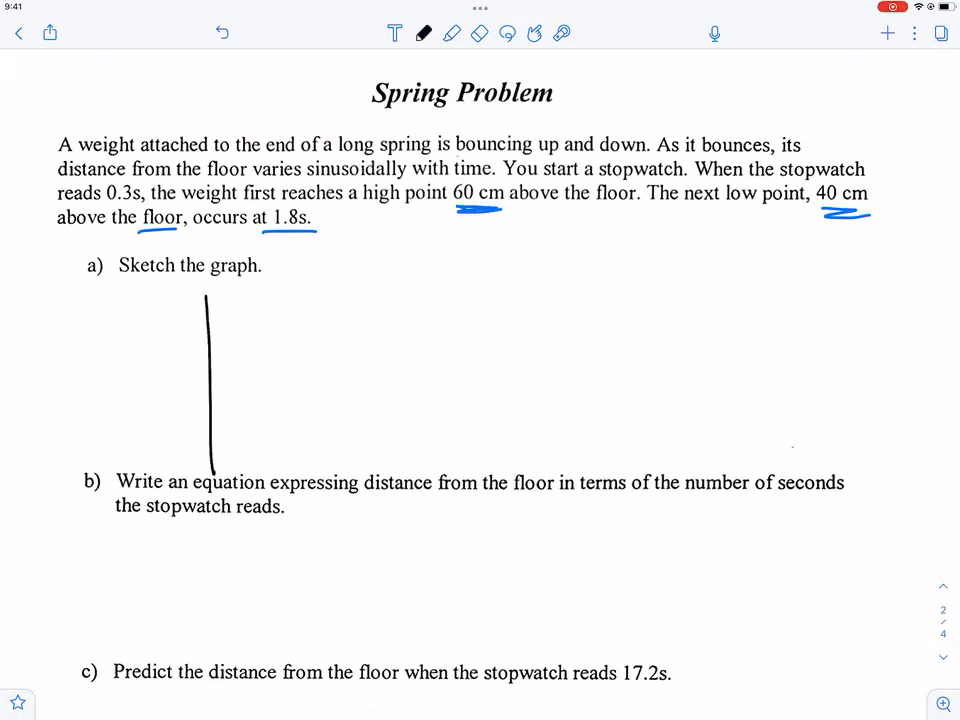 9:41
Spring Problem
A weight attached to the end of a long spring is bouncing up and down. As it bounces, its
distance from the floor varies sinusoidally with time. You start a stopwatch. When the stopwatch
reads 0.3s, the weight first reaches a high point 60 cm above the floor. The next low point, 40 cm
above the floor, occurs at 1.8s.
a) Sketch the graph.
b) Write an equation expressing distance from the floor in terms of the number of seconds
the stopwatch reads.
2
/
4
c) Predict the distance from the floor when the stopwatch reads 17.2s.